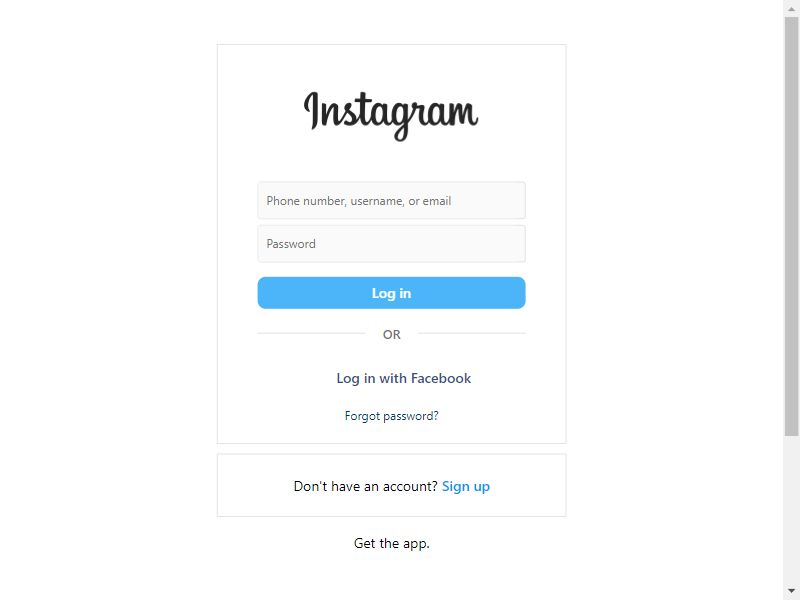 Instagram
Phone number, username, or email
Password
Log in
OR
Log in with Facebook
Forgot password?
Don't have an account? Sign up
Get the app.